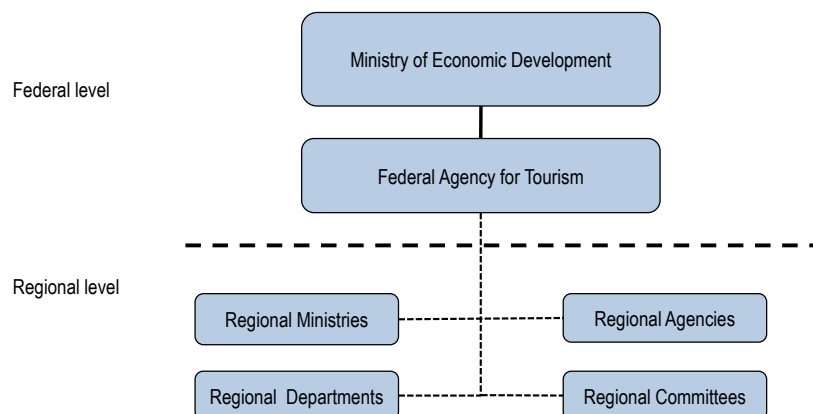 Ministry of Economic Development
Federal level
Federal Agency for Tourism
Regional level
Regional Ministries
Regional Agencies
Regional Departments
Regional Committees